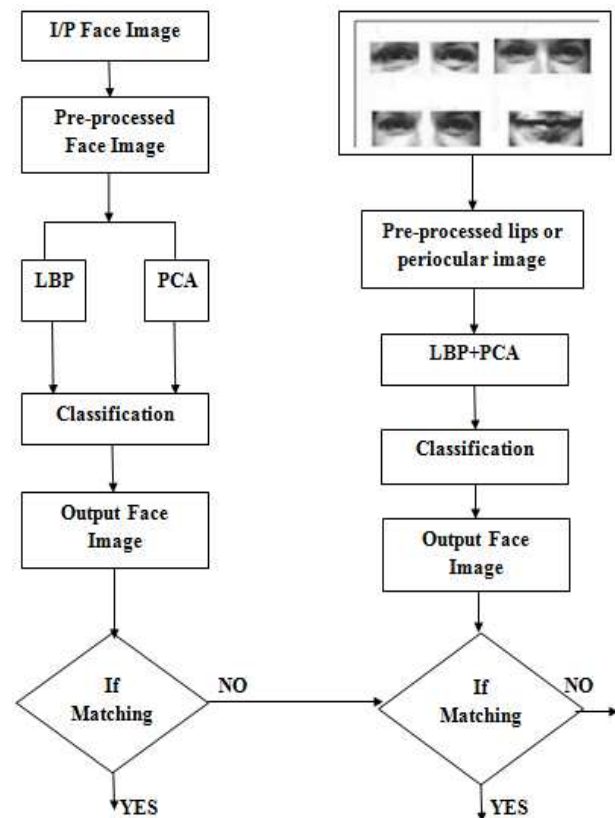 I/P Face Image
Pre-processed
Face Image
LBP
PCA
Classification
Output Face
Image
If
Matching
NO
YES
Pre-processed lips or
periocular image
LBP+PCA
Classification
Output Face
Image
If
Matching
NO
YES